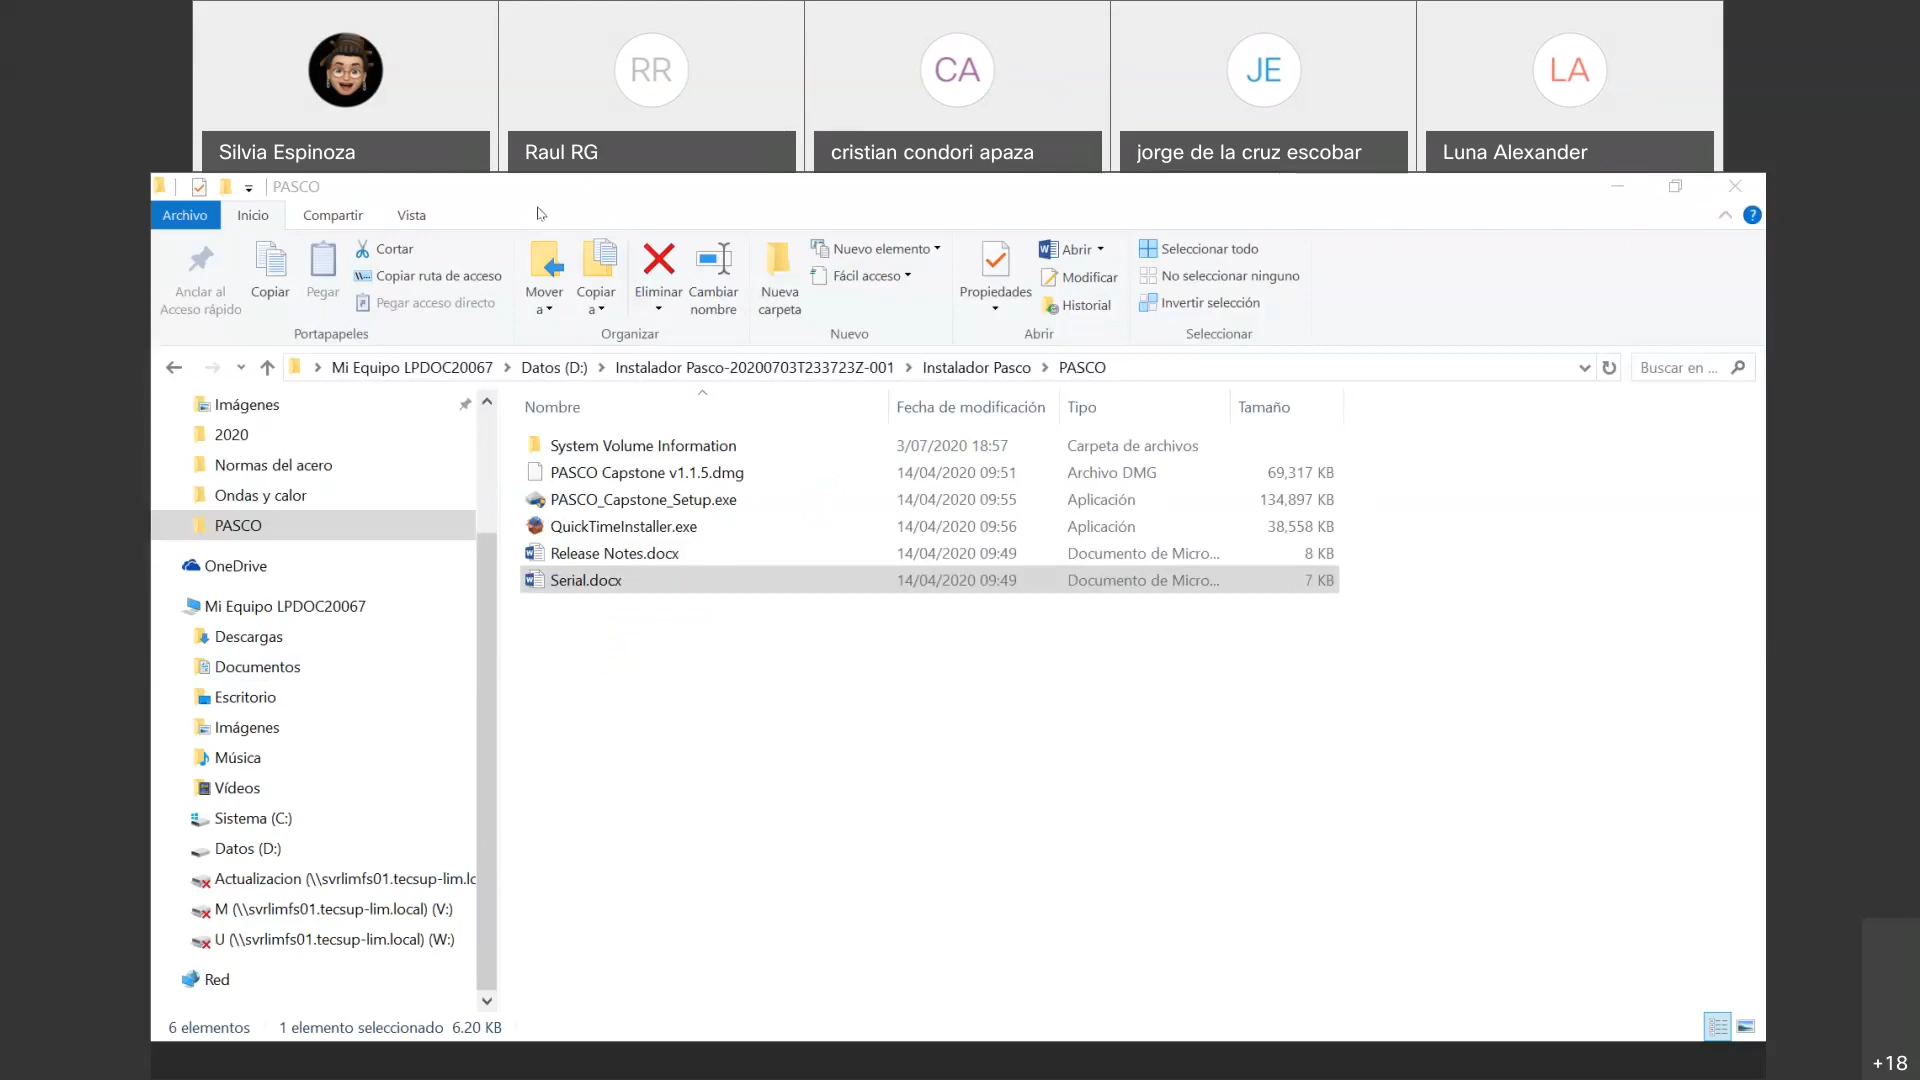 RR
CA
JE
LA
Silvia Espinoza
Raul RG
cristian condori apaza
jorge de la cruz escobar
Luna Alexander
PASCO
Archivo
Inicio
Compartir
Vista
?
Anclar al
Acceso rápido
Copiar
Pegar
Cortar
Copiar ruta de acceso
Pegar acceso directo
Portapapeles
Mover
a
Copiar
a
Eliminar
Cambiar
nombre
Organizar
Nueva
carpeta
Nuevo elemento
Fácil acceso
Nuevo
Propiedades
Abrir
Modificar
Historial
Abrir
Seleccionar todo
No seleccionar ninguno
Invertir selección
Seleccionar
Mi Equipo LPDOC20067 > Datos (D:) > Instalador Pasco-20200703T233723Z-001 > Instalador Pasco > PASCO
Buscar en ...
Imágenes
2020
Normas del acero
Ondas y calor
PASCO
OneDrive
Mi Equipo LPDOC20067
Descargas
Documentos
Escritorio
Imágenes
Música
Vídeos
Sistema (C:)
Datos (D:)
Actualizacion (\\svrlimfs01.tecsup-lim.lc
M (\\svrlimfs01.tecsup-lim.local) (V:)
U (\\svrlimfs01.tecsup-lim.local) (W:)
Red
Nombre Fecha de modificación Tipo Tamaño
System Volume Information 3/07/2020 18:57 Carpeta de archivos
PASCO Capstone v1.1.5.dmg 14/04/2020 09:51 Archivo DMG 69,317 KB
PASCO_Capstone_Setup.exe 14/04/2020 09:55 Aplicación 134,897 KB
QuickTimeInstaller.exe 14/04/2020 09:56 Aplicación 38,558 KB
Release Notes.docx 14/04/2020 09:49 Documento de Micro... 8 KB
Serial.docx 14/04/2020 09:49 Documento de Micro... 7 KB
6 elementos 1 elemento seleccionado 6.20 KB
+18